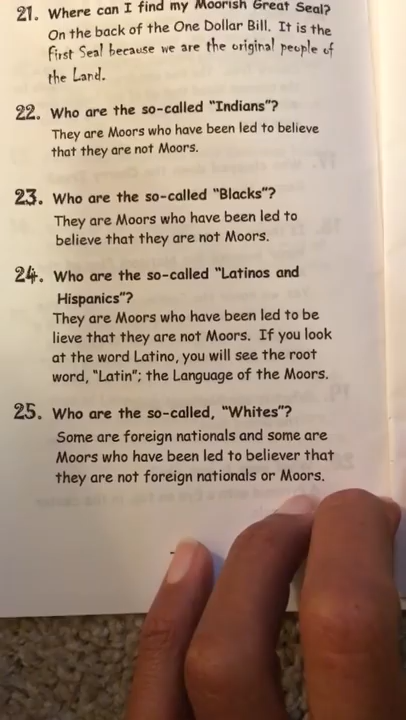 21. Where can I find my Moorish Great Seal?
On the back of the One Dollar Bill. It is the
First Seal because we are the original people of
the Land.
22. Who are the so-called "Indians"?
They are Moors who have been led to believe
that they are not Moors.
23. Who are the so-called "Blacks"?
They are Moors who have been led to
believe that they are not Moors.
24. Who are the so-called "Latinos and
Hispanics"?
They are Moors who have been led to be
lieve that they are not Moors. If you look
at the word Latino, you will see the root
word, "Latin"; the Language of the Moors.
25. Who are the so-called, "Whites"?
Some are foreign nationals and some are
Moors who have been led to believer that
they are not foreign nationals or Moors.